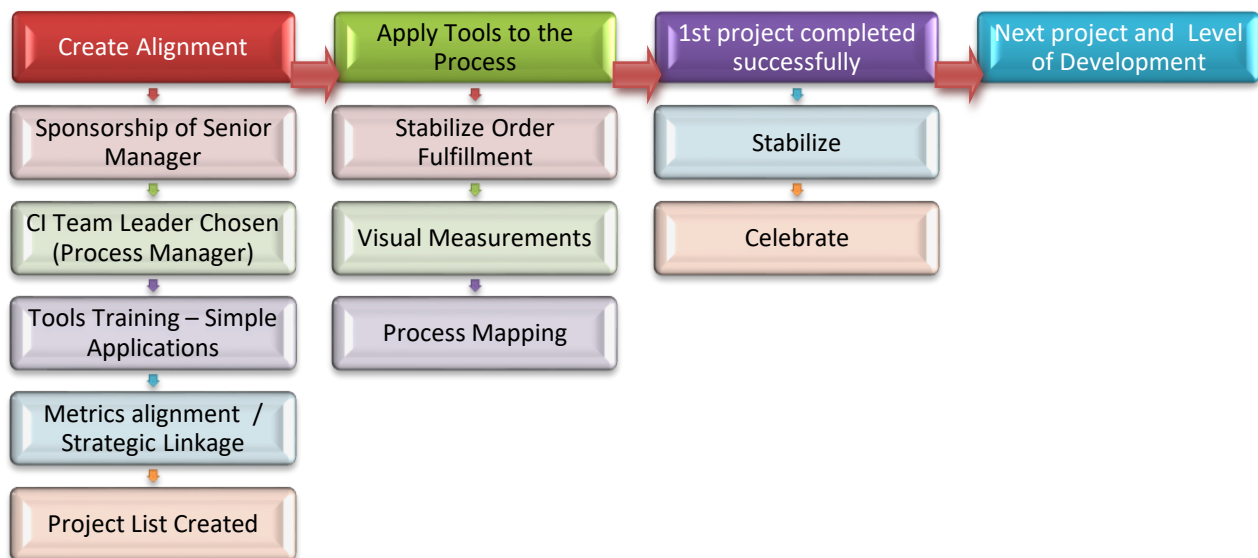 Create Alignment
Sponsorship of Senior
Manager
CI Team Leader Chosen
(Process Manager)
Tools Training – Simple
Applications
Metrics alignment /
Strategic Linkage
Project List Created
Apply Tools to the
Process
Stabilize Order
Fulfillment
Visual Measurements
Process Mapping
1st project completed
successfully
Stabilize
Celebrate
Next project and Level
of Development